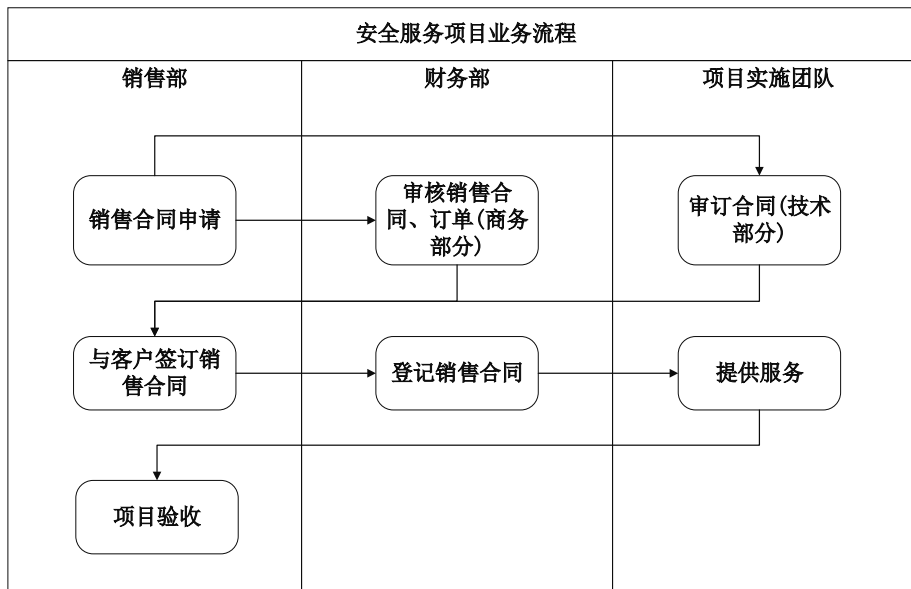 安全服务项目业务流程
销售部
财务部
项目实施团队
销售合同申请
审核销售合
同、订单(商务
部分)
审订合同(技术
部分)
与客户签订销
售合同
登记销售合同
提供服务
项目验收